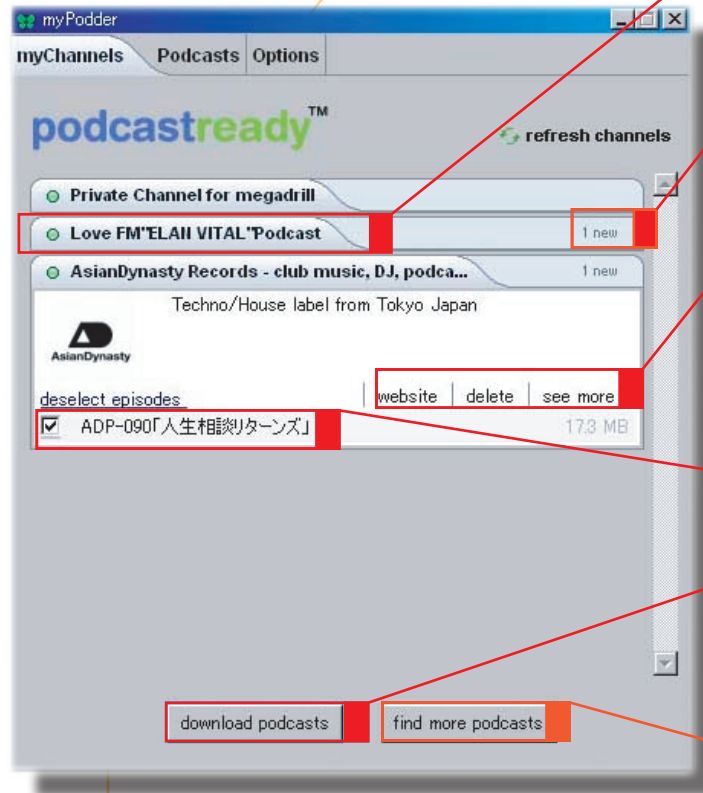 myPodder
myChannels Podcasts Options
podcastready™
refresh channels
Private Channel for megadrill
Love FM"ELAN VITAL"Podcast 1 new
AsianDynasty Records - club music, DJ, podca... 1 new
Techno/House label from Tokyo Japan
AsianDynasty
deselect episodes website delete see more
ADP-090「人生相談リターンズ」 17.3 MB
download podcasts find more podcasts